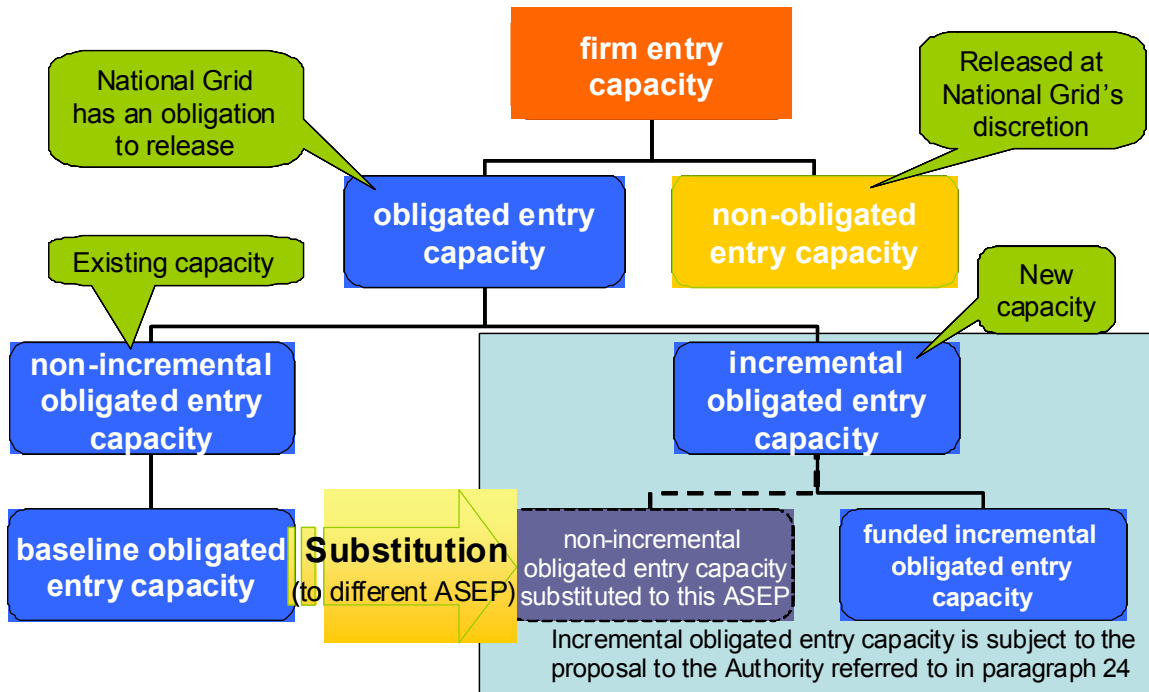 firm entry
capacity
National Grid
has an obligation
to release
Released at
National Grid's
discretion
obligated entry
capacity
non-obligated
entry capacity
Existing capacity
New
capacity
non-incremental
obligated entry
capacity
incremental
obligated entry
capacity
baseline obligated
entry capacity
Substitution
(to different ASEP)
non-incremental
obligated entry capacity
substituted to this ASEP
funded incremental
obligated entry
capacity
Incremental obligated entry capacity is subject to the
proposal to the Authority referred to in paragraph 24